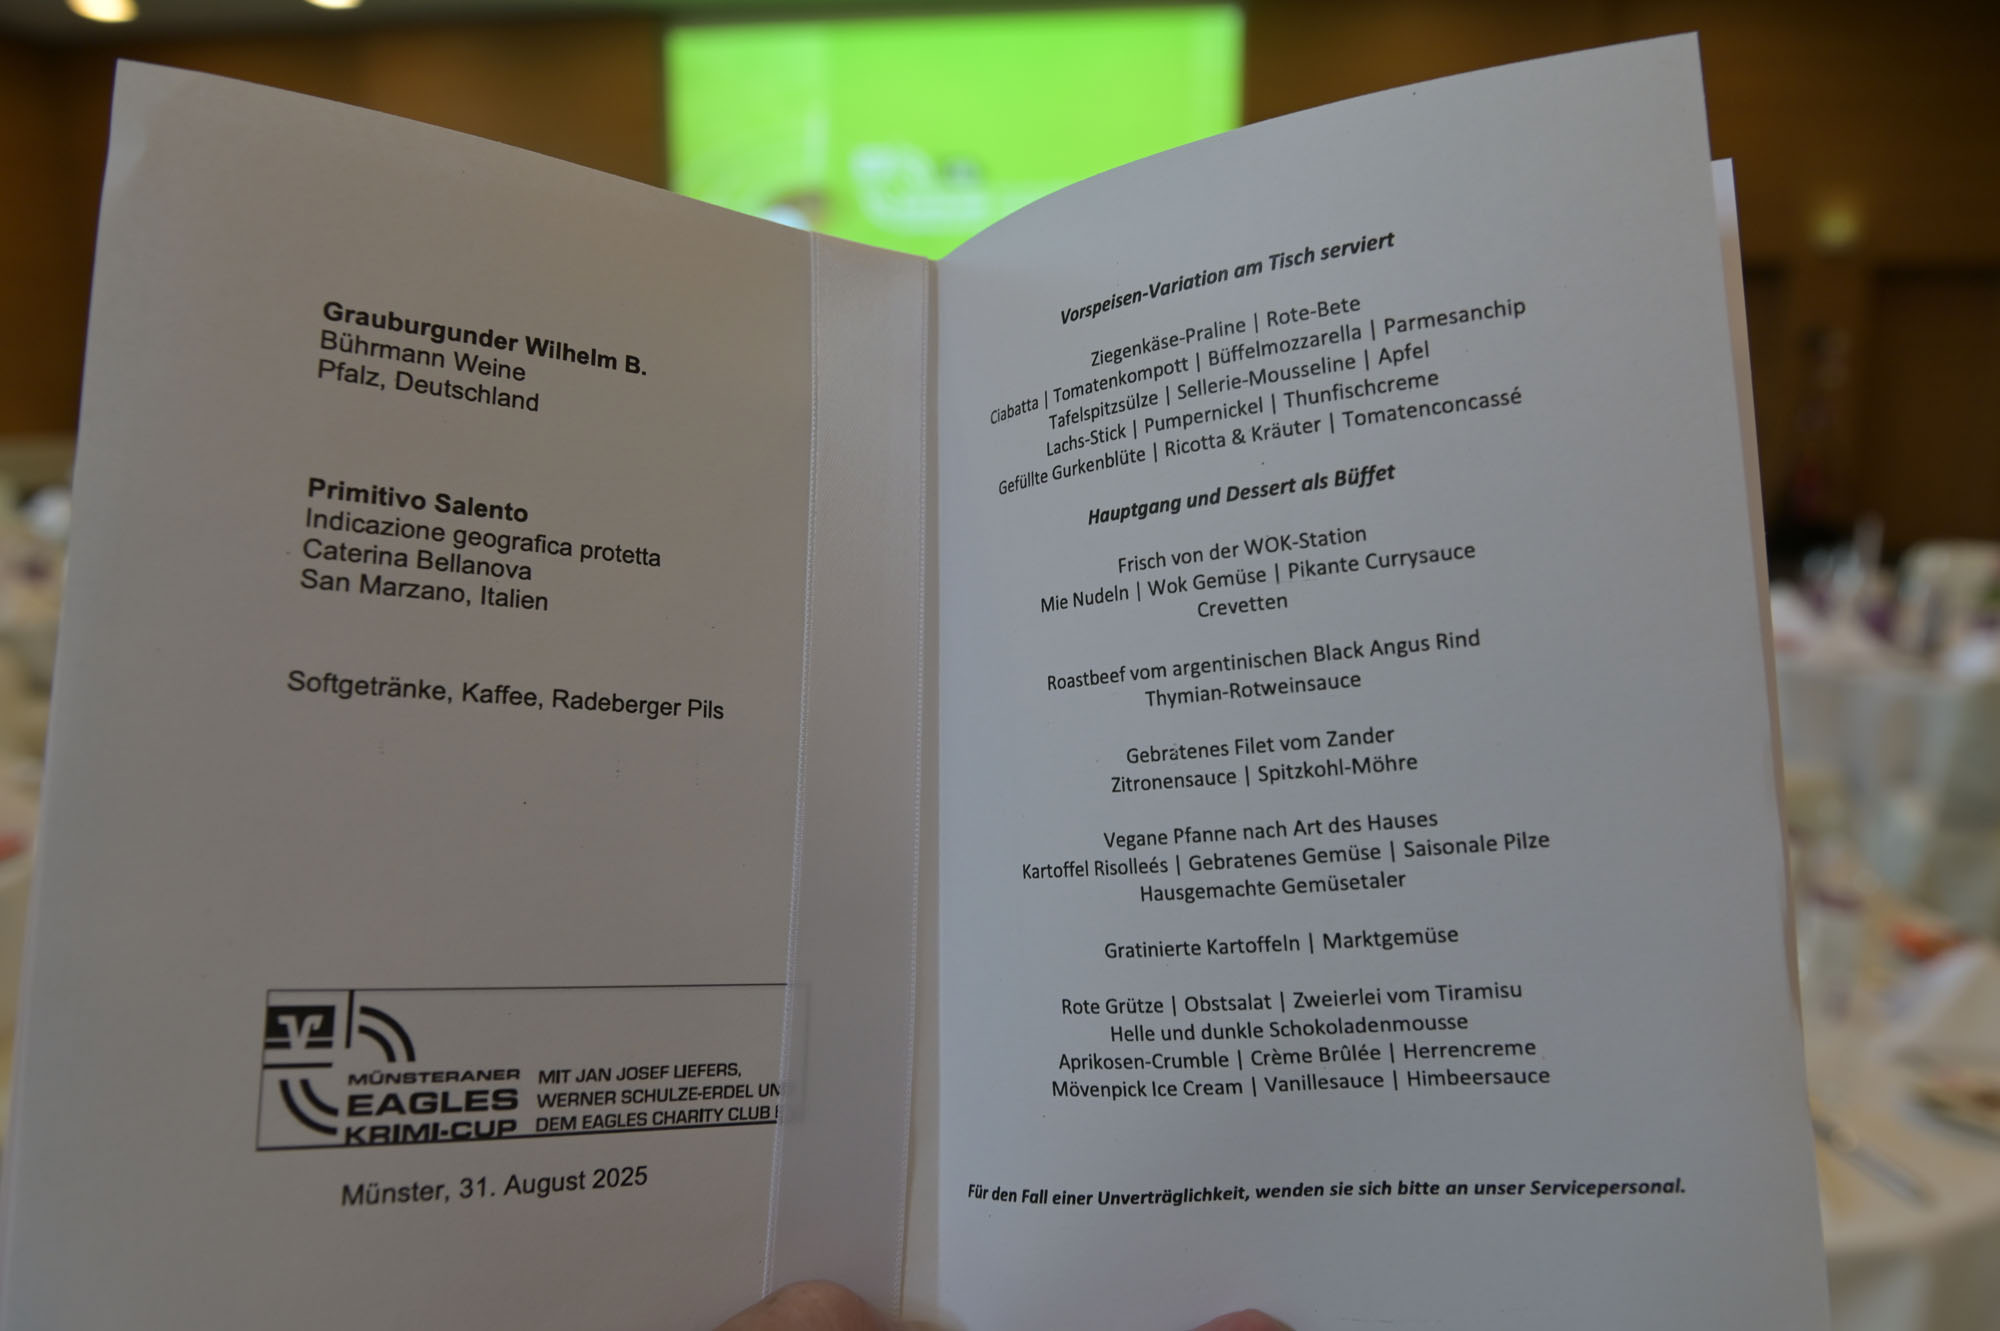 Grauburgunder Wilhelm B.
Bührmann Weine
Pfalz, Deutschland
Primitivo Salento
Indicazione geografica protetta
Caterina Bellanova
San Marzano, Italien
Softgetränke, Kaffee, Radeberger Pils
MÜNSTERANER
EAGLES
KRIMI-CUP
MIT JAN JOSEF LIEFERS,
WERNER SCHULZE-ERDEL UN
DEM EAGLES CHARITY CLUB
Münster, 31. August 2025
Vorspeisen-Variation am Tisch serviert
Ziegenkäse-Praline | Rote-Bete
Ciabatta | Tomatenkompott | Büffelmozzarella | Parmesanchip
Tafelspitzsülze | Sellerie-Mousseline | Apfel
Lachs-Stick | Pumpernickel | Thunfischcreme
Gefüllte Gurkenblüte | Ricotta & Kräuter | Tomatenconcassé
Hauptgang und Dessert als Büffet
Frisch von der WOK-Station
Mie Nudeln | Wok Gemüse | Pikante Currysauce
Crevetten
Roastbeef vom argentinischen Black Angus Rind
Thymian-Rotweinsauce
Gebratenes Filet vom Zander
Zitronensauce | Spitzkohl-Möhre
Vegane Pfanne nach Art des Hauses
Kartoffel Risolleés | Gebratenes Gemüse | Saisonale Pilze
Hausgemachte Gemüsetaler
Gratinierte Kartoffeln | Marktgemüse
Rote Grütze | Obstsalat | Zweierlei vom Tiramisu
Helle und dunkle Schokoladenmousse
Aprikosen-Crumble | Crème Brûlée | Herrencreme
Mövenpick Ice Cream | Vanillesauce | Himbeersauce
Für den Fall einer Unverträglichkeit, wenden sie sich bitte an unser Servicepersonal.